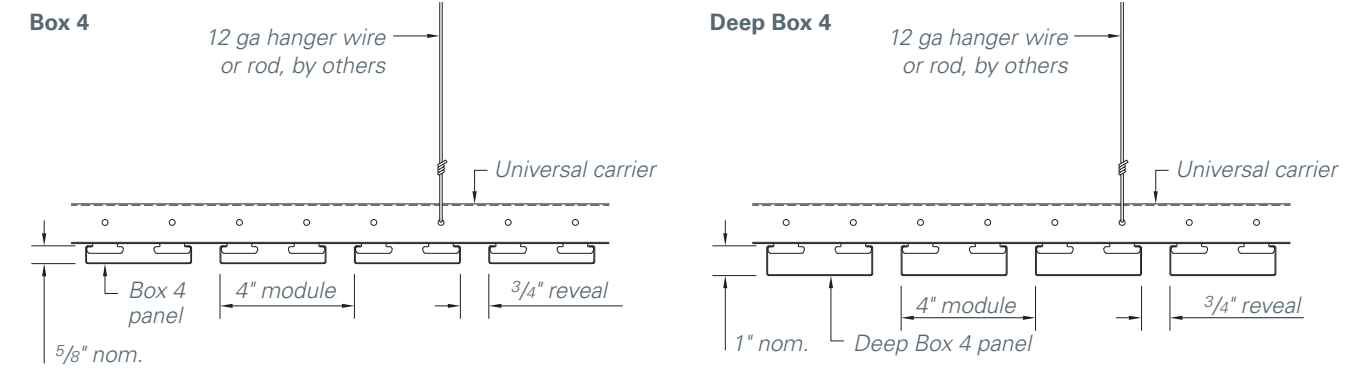 Box 4
12 ga hanger wire
or rod, by others
Universal carrier
Box 4
panel
4" module
3/4" reveal
5/8" nom.
Deep Box 4
12 ga hanger wire
or rod, by others
Universal carrier
4" module
3/4" reveal
1" nom.
Deep Box 4 panel